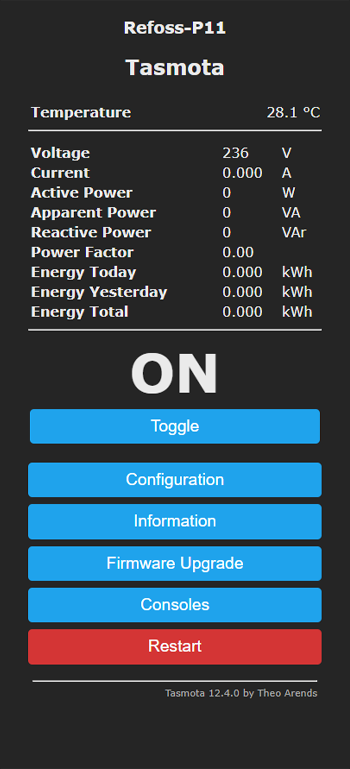 Refoss-P11
Tasmota
Temperature 28.1 °C
Voltage 236 V
Current 0.000 A
Active Power 0 W
Apparent Power 0 VA
Reactive Power 0 VAr
Power Factor 0.00
Energy Today 0.000 kWh
Energy Yesterday 0.000 kWh
Energy Total 0.000 kWh
ON
Toggle
Configuration
Information
Firmware Upgrade
Consoles
Restart
Tasmota 12.4.0 by Theo Arends